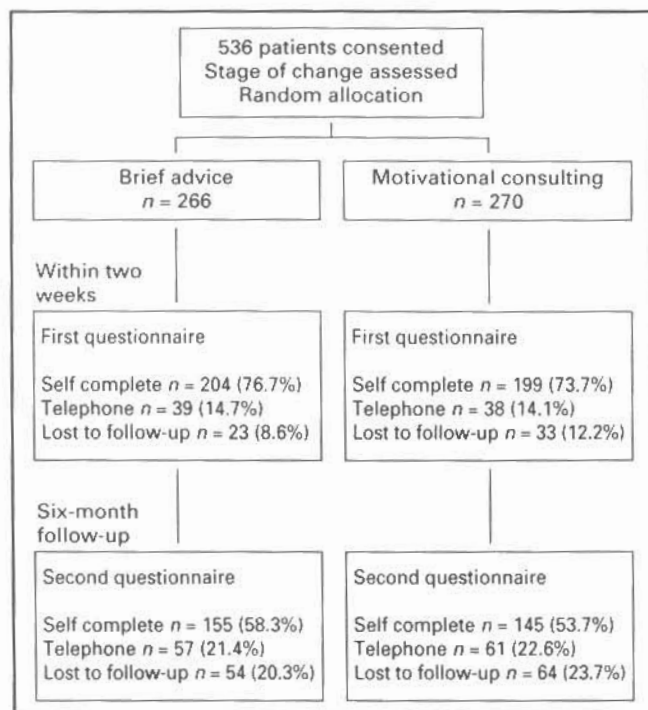 536 patients consented
Stage of change assessed
Random allocation
Brief advice
n = 266
Motivational consulting
n = 270
Within two
weeks
First questionnaire
Self complete n = 204 (76.7%)
Telephone n = 39 (14.7%)
Lost to follow-up n = 23 (8.6%)
First questionnaire
Self complete n = 199 (73.7%)
Telephone n = 38 (14.1%)
Lost to follow-up n = 33 (12.2%)
Six-month
follow-up
Second questionnaire
Self complete n = 155 (58.3%)
Telephone n = 57 (21.4%)
Lost to follow-up n = 54 (20.3%)
Second questionnaire
Self complete n = 145 (53.7%)
Telephone n = 61 (22.6%)
Lost to follow-up n = 64 (23.7%)